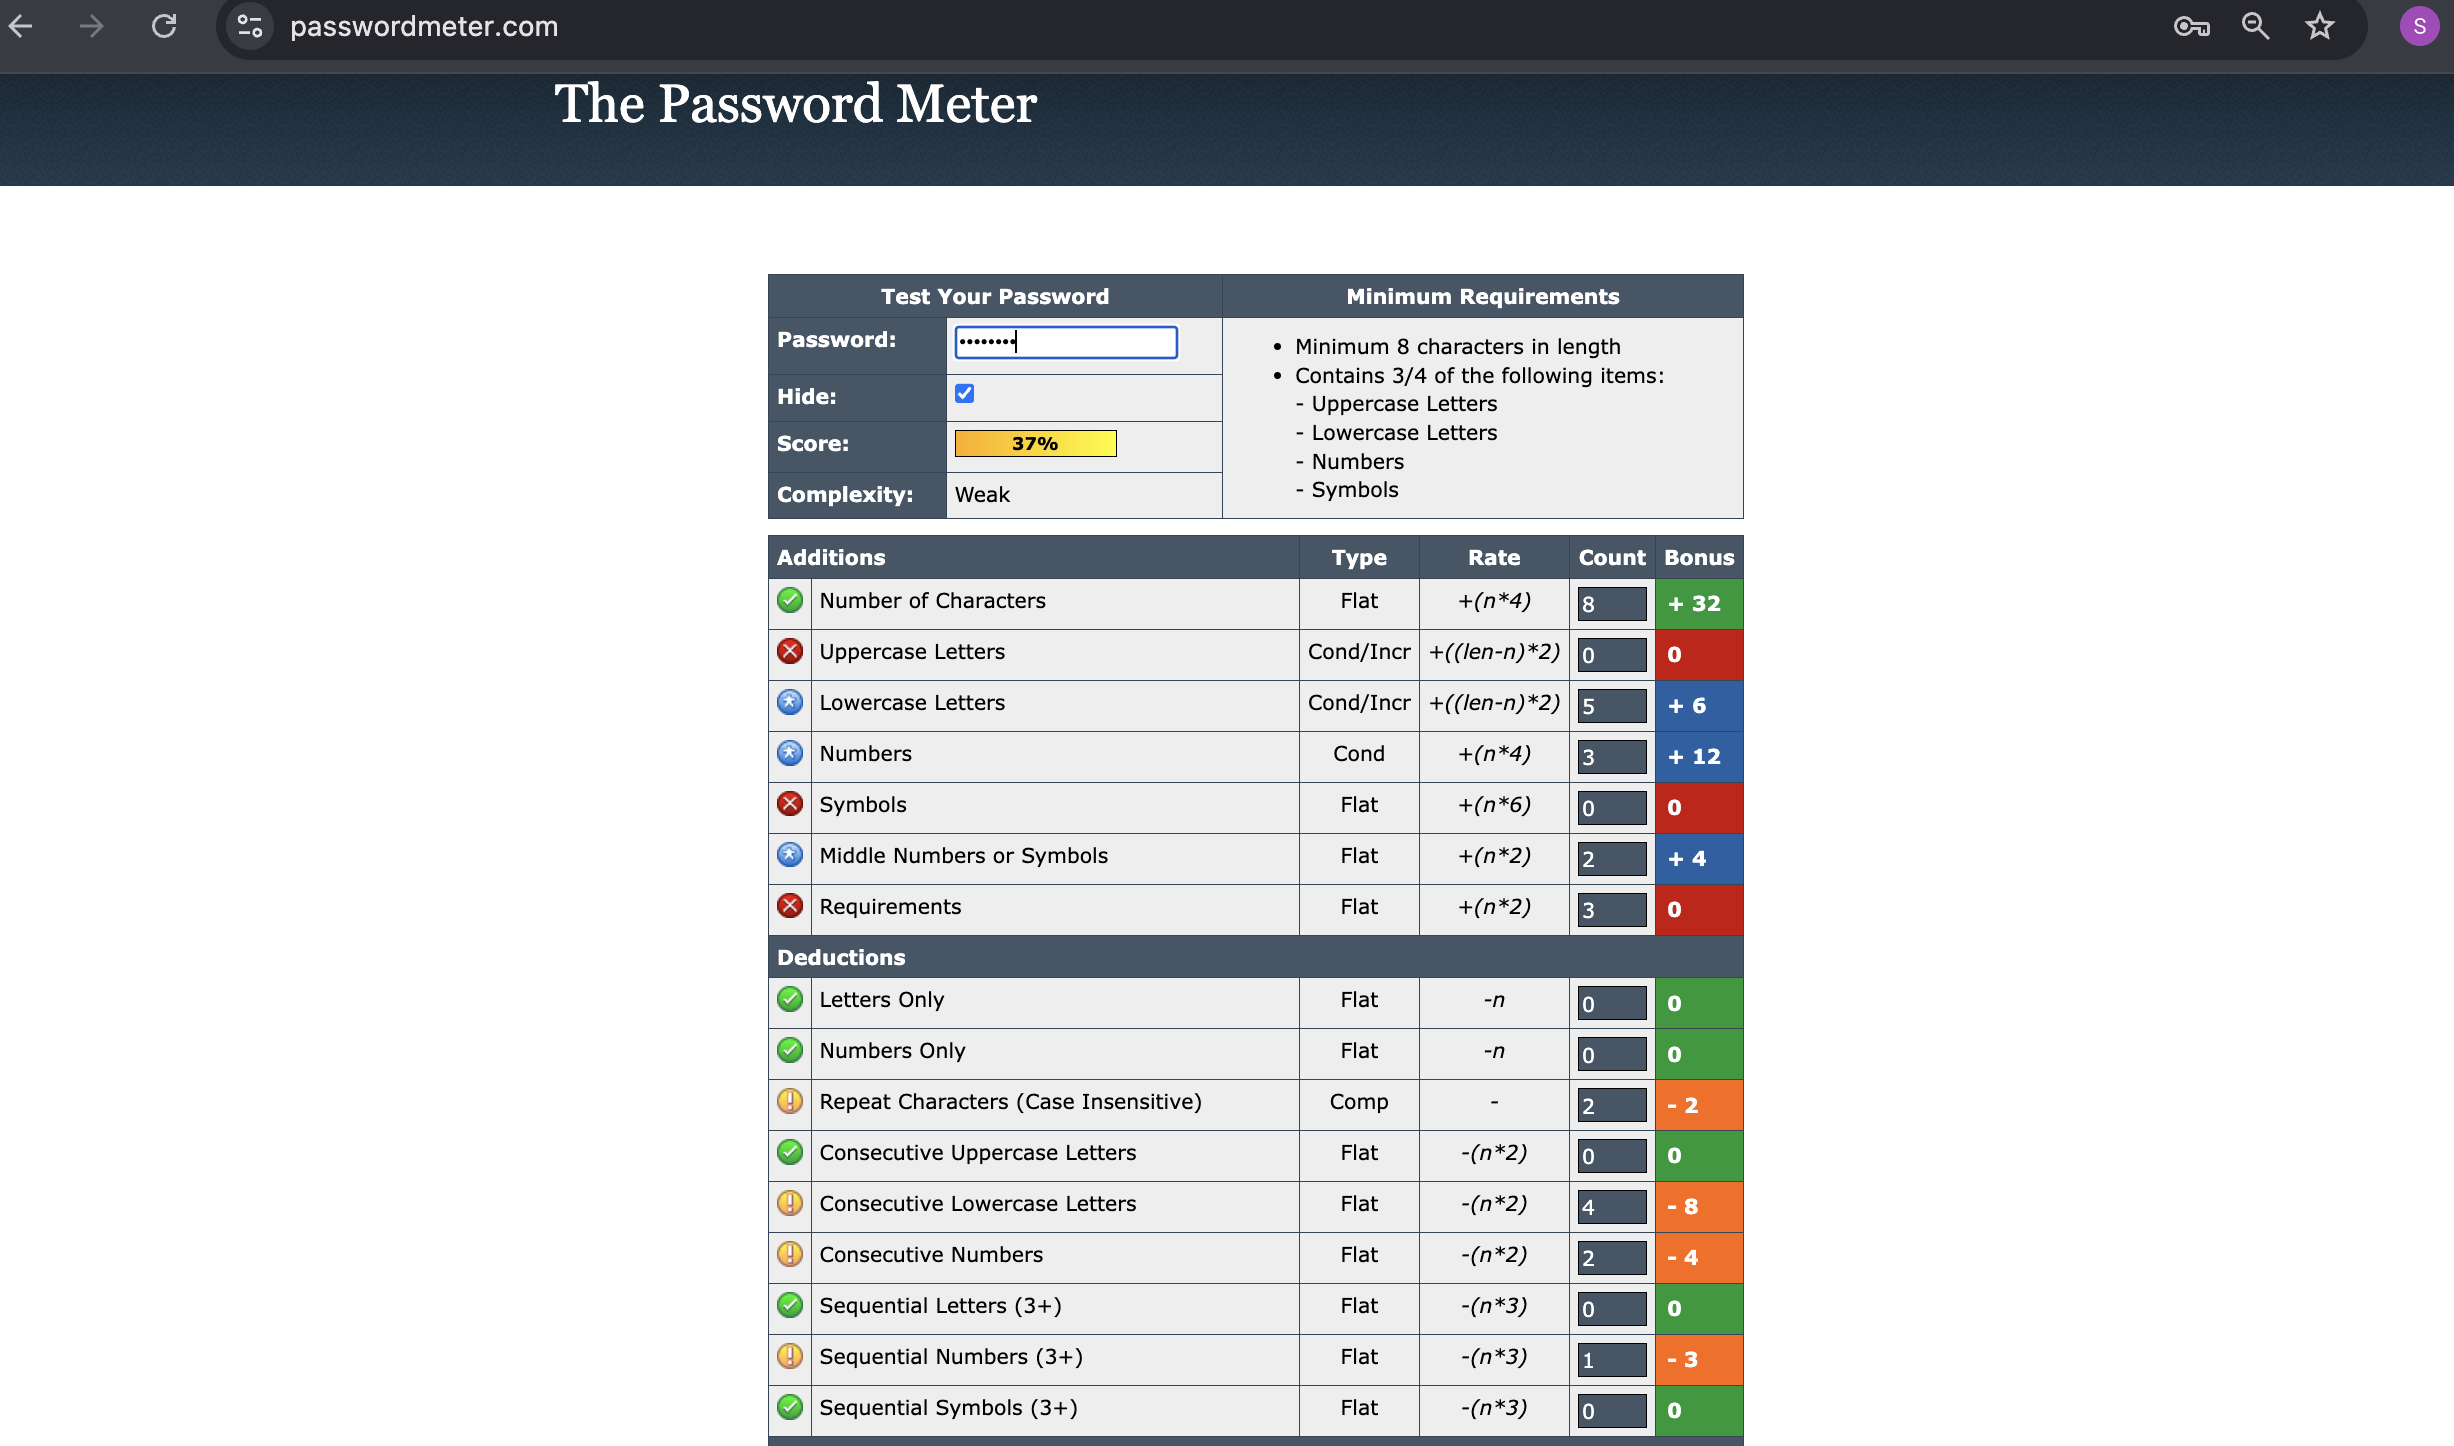 passwordmeter.com
S
The Password Meter
Test Your Password
Minimum Requirements
Password:
••••••••
Hide:
Score:
37%
Complexity:
Weak
• Minimum 8 characters in length
• Contains 3/4 of the following items:
- Uppercase Letters
- Lowercase Letters
- Numbers
- Symbols
Additions Type Rate Count Bonus
Number of Characters Flat +(n*4) 8 + 32
Uppercase Letters Cond/Incr +((len-n)*2) 0 0
Lowercase Letters Cond/Incr +((len-n)*2) 5 + 6
Numbers Cond +(n*4) 3 + 12
Symbols Flat +(n*6) 0 0
Middle Numbers or Symbols Flat +(n*2) 2 + 4
Requirements Flat +(n*2) 3 0
Deductions
Letters Only Flat -n 0 0
Numbers Only Flat -n 0 0
Repeat Characters (Case Insensitive) Comp - 2 - 2
Consecutive Uppercase Letters Flat -(n*2) 0 0
Consecutive Lowercase Letters Flat -(n*2) 4 - 8
Consecutive Numbers Flat -(n*2) 2 - 4
Sequential Letters (3+) Flat -(n*3) 0 0
Sequential Numbers (3+) Flat -(n*3) 1 - 3
Sequential Symbols (3+) Flat -(n*3) 0 0